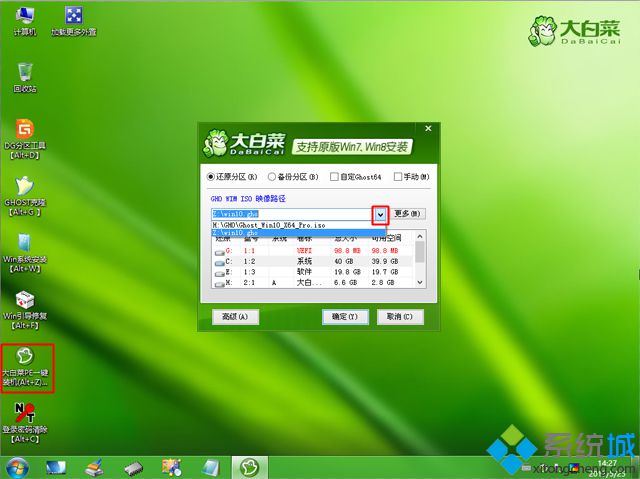 计算机
加载更多外置
回收站
DG分区工具
【Alt+D】
GHOST克隆
【Alt+G】
Win系统安装
【Alt+W】
Win引导修复
【Alt+F】
大白菜PE一键
装机(Alt+Z)...
登录密码清除
【Alt+C】
大白菜
DaBaiCai
大白菜
DaBaiCai
支持原版Win7、Win8安装
还原分区(R) 备份分区(B) 自定Ghost64 手动(M)
GHO WIM ISO 映像路径
Z:\win10.gho 更多(M)
H:\GHO\Ghost_Win10_X64_Pro.iso
Z:\win10.gho
还原 盘号 系统 卷标 总大小 可用空间
G: 1:1 UEFI 98.8 MB 98.8 MB
C: 1:2 系统 40 GB 39.9 GB
E: 1:3 软件 19.8 GB 19.7 GB
H: 2:1 A 大白... 6.6 GB 2.8 GB
高级(A) 确定(Y) 取消(C)
系统城
xitongcheng.com
14:27